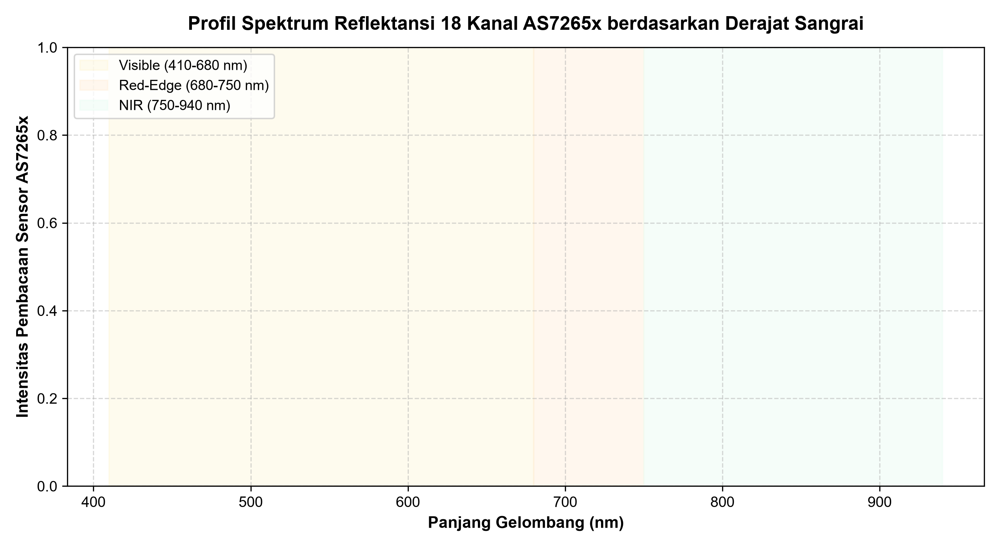 Profil Spektrum Reflektansi 18 Kanal AS7265x berdasarkan Derajat Sangrai
Intensitas Pembacaan Sensor AS7265x
1.0
0.8
0.6
0.4
0.2
0.0
Visible (410-680 nm)
Red-Edge (680-750 nm)
NIR (750-940 nm)
400 500 600 700 800 900
Panjang Gelombang (nm)